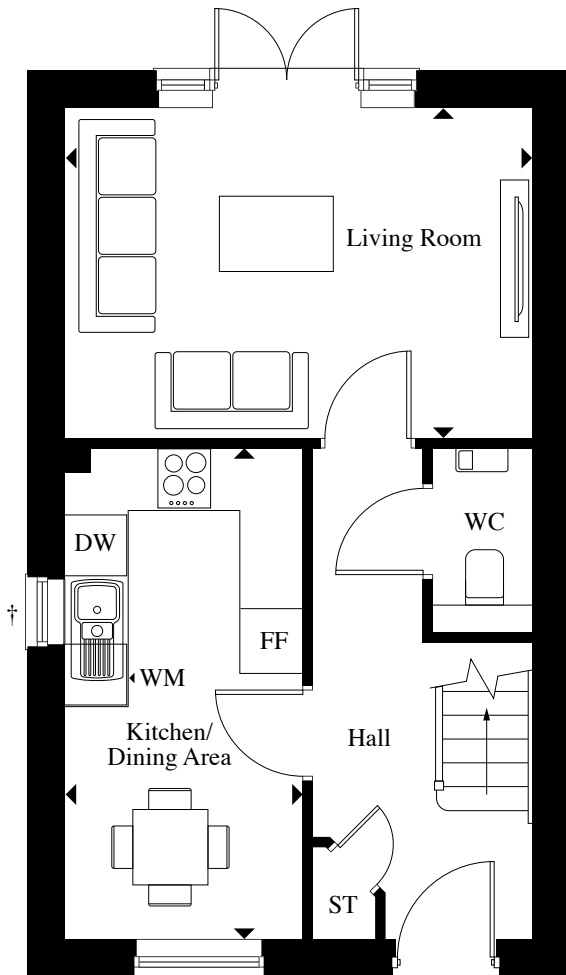 Living Room
WC
DW
†
FF
WM
Kitchen/
Dining Area
Hall
ST